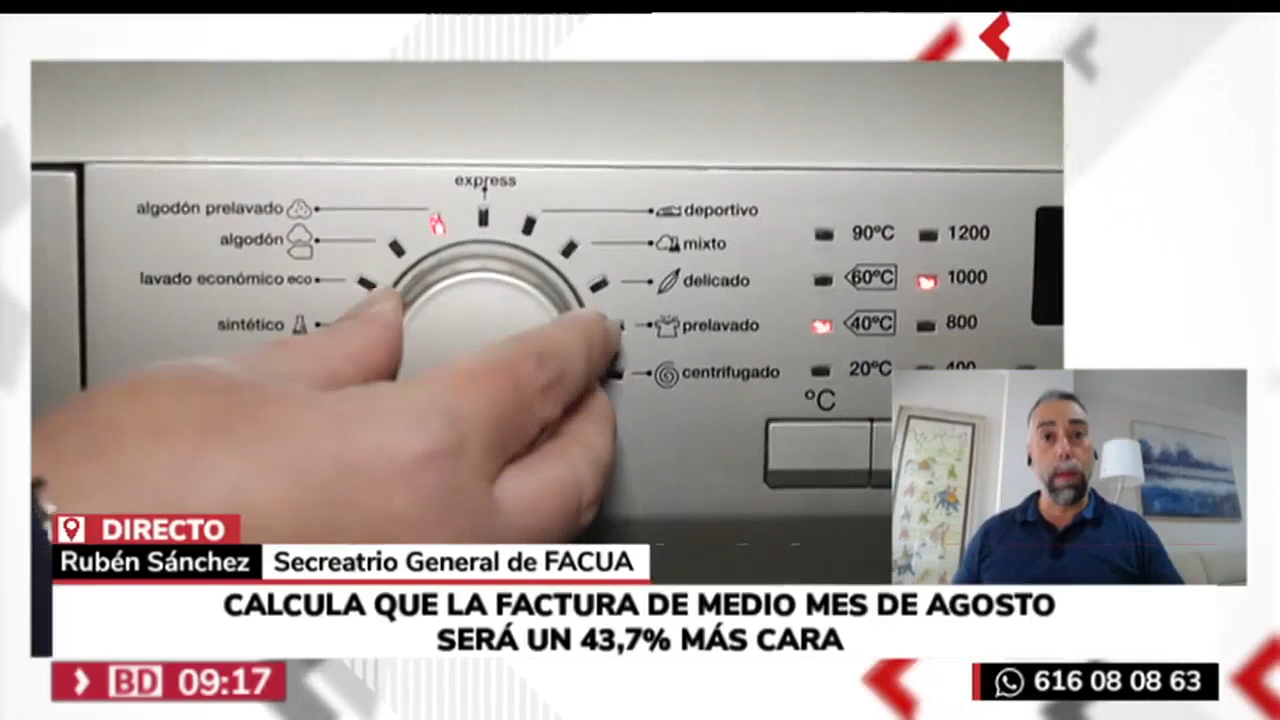 express
algodón prelavado
algodón
lavado económico eco
sintético
deportivo
mixto
delicado
prelavado
centrifugado
90ºC 1200
60ºC 1000
40ºC 800
20ºC 400
ºC
DIRECTO
Rubén Sánchez Secreatrio General de FACUA
CALCULA QUE LA FACTURA DE MEDIO MES DE AGOSTO
SERÁ UN 43,7% MÁS CARA
BD 09:17
616 08 08 63